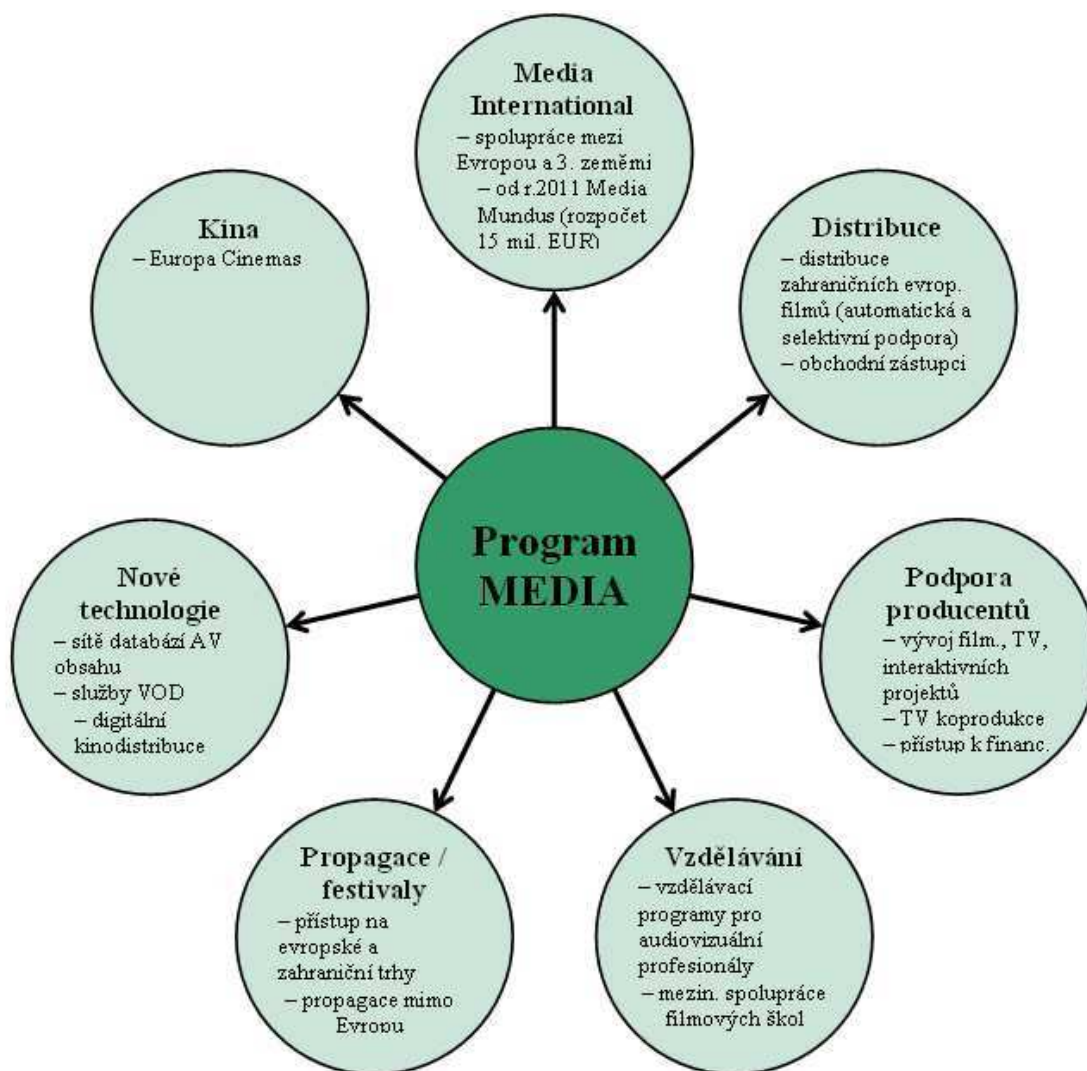 Media
International
– spolupráce mezi
Evropou a 3. zeměmi
– od r.2011 Media
Mundus (rozpočet
15 mil. EUR)
Distribuce
– distribuce
zahraničních evrop.
filmů (automatická a
selektivní podpora)
– obchodní zástupci
Podpora
producentů
– vývoj film., TV,
interaktivních
projektů
– TV koprodukce
– přístup k financ.
Vzdělávání
– vzdělávací
programy pro
audiovizuální
profesionály
– mezin. spolupráce
filmových škol
Propagace /
festivaly
– přístup na
evropské a
zahraniční trhy
– propagace mimo
Evropu
Nové
technologie
– sítě databází AV
obsahu
– služby VOD
– digitální
kinodistribuce
Kina
– Europa Cinemas
Program
MEDIA